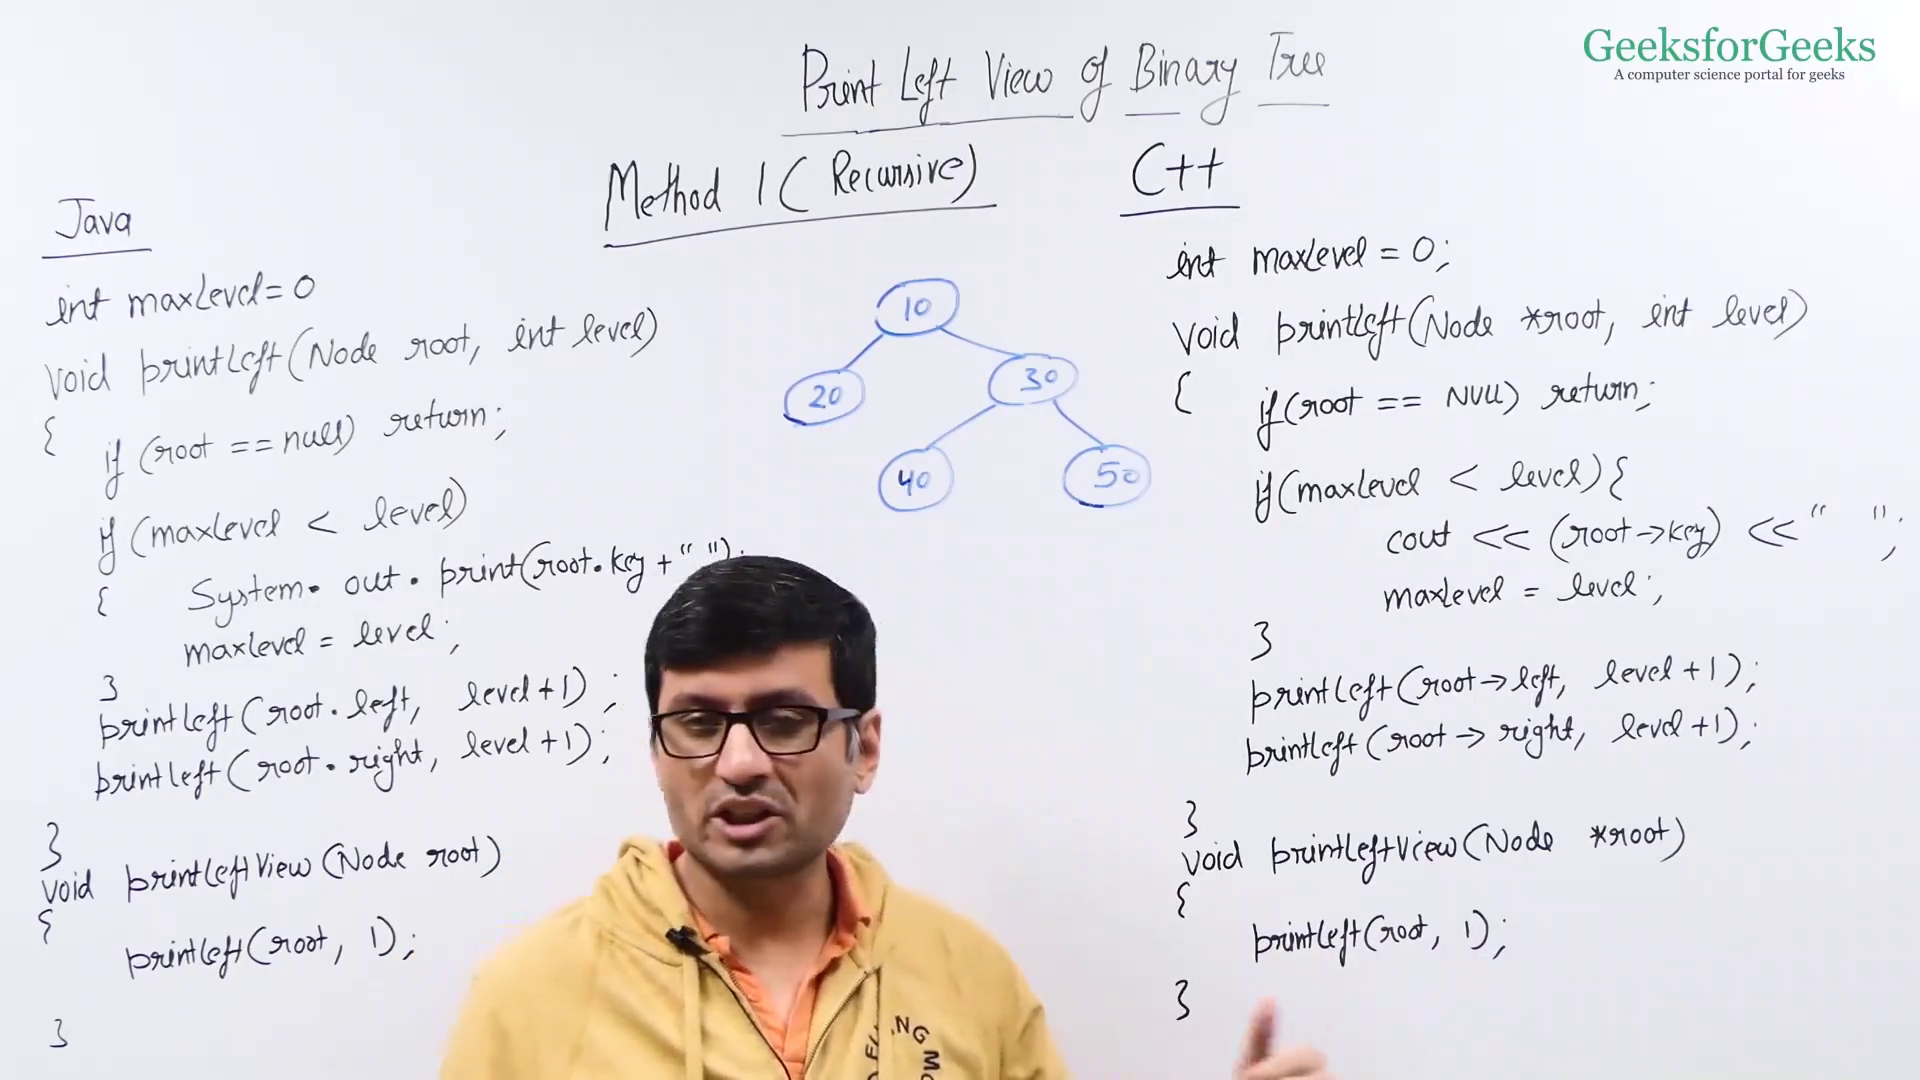 GeeksforGeeks
A computer science portal for geeks
Print Left View of Binary Tree
Method 1 ( Recursive)
Java
int maxLevel=0
void printLeft(Node root, int level)
{
if (root == null) return;
if (maxLevel < level)
{ System. out. print(root.key + " ");
maxLevel = level;
}
printLeft(root.left, level+1);
printLeft(root.right, level+1);
}
void printLeftView(Node root)
{
printLeft(root, 1);
}
10
20
30
40
50
C++
int maxLevel = 0;
void printLeft(Node *root, int level)
{
if(root == NULL) return;
if(maxLevel < level){
cout << (root->key) << " ";
maxLevel = level;
}
printLeft(root->left, level+1);
printLeft(root->right, level+1);
}
void printLeftView(Node *root)
{
printLeft(root, 1);
}